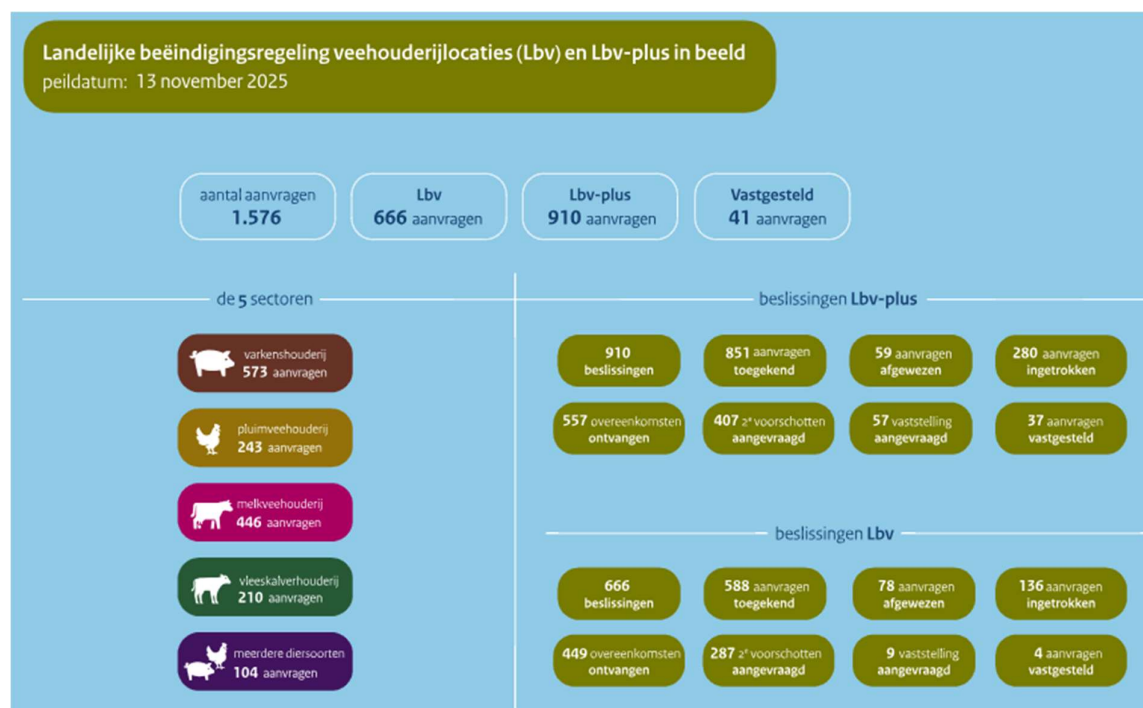 Landelijke beëindigingsregeling veehouderijlocaties (Lbv) en Lbv-plus in beeld
peildatum: 13 november 2025
aantal aanvragen
1.576
Lbv
666 aanvragen
Lbv-plus
910 aanvragen
Vastgesteld
41 aanvragen
de 5 sectoren
varkenshouderij
573 aanvragen
pluimveehouderij
243 aanvragen
melkveehouderij
446 aanvragen
vleeskalverhouderij
210 aanvragen
meerdere diersoorten
104 aanvragen
beslissingen Lbv-plus
910
beslissingen
851 aanvragen
toegekend
59 aanvragen
afgewezen
280 aanvragen
ingetrokken
557 overeenkomsten
ontvangen
407 2ᵉ voorschotten
aangevraagd
57 vaststelling
aangevraagd
37 aanvragen
vastgesteld
beslissingen Lbv
666
beslissingen
588 aanvragen
toegekend
78 aanvragen
afgewezen
136 aanvragen
ingetrokken
449 overeenkomsten
ontvangen
287 2ᵉ voorschotten
aangevraagd
9 vaststelling
aangevraagd
4 aanvragen
vastgesteld